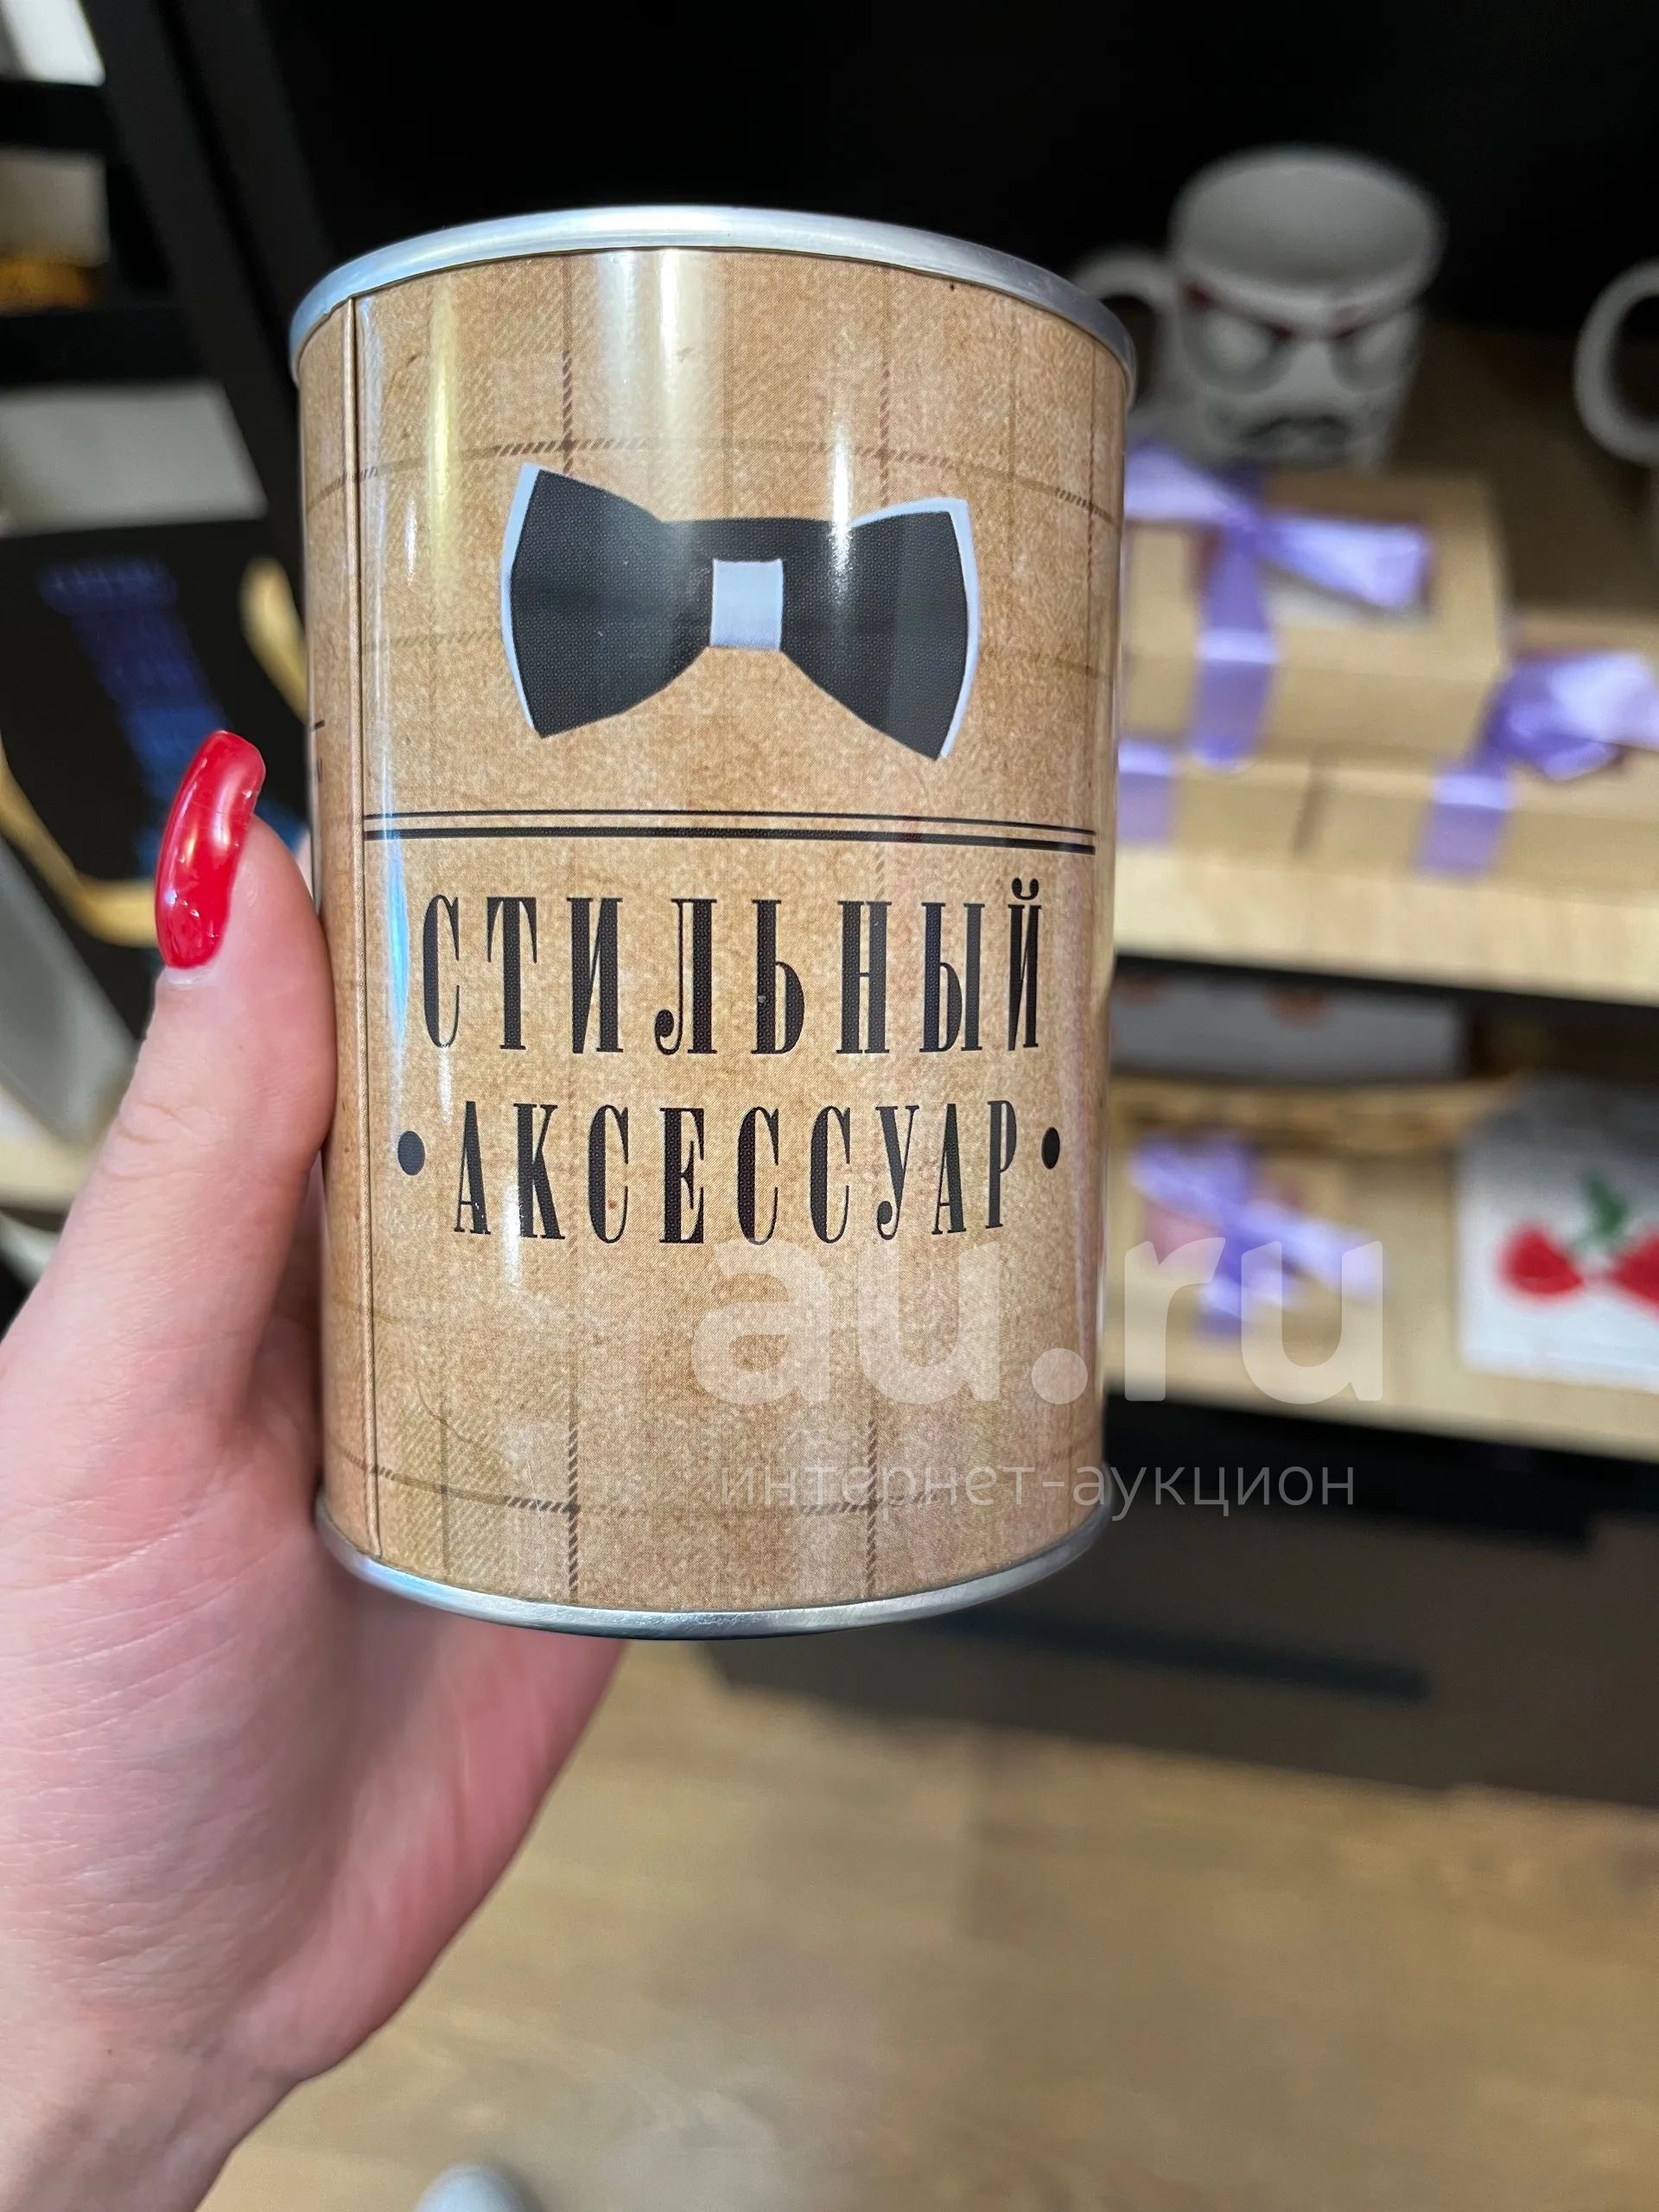 СТИЛЬНЫЙ
•АКСЕССУАР•
au.ru
интернет-аукцион